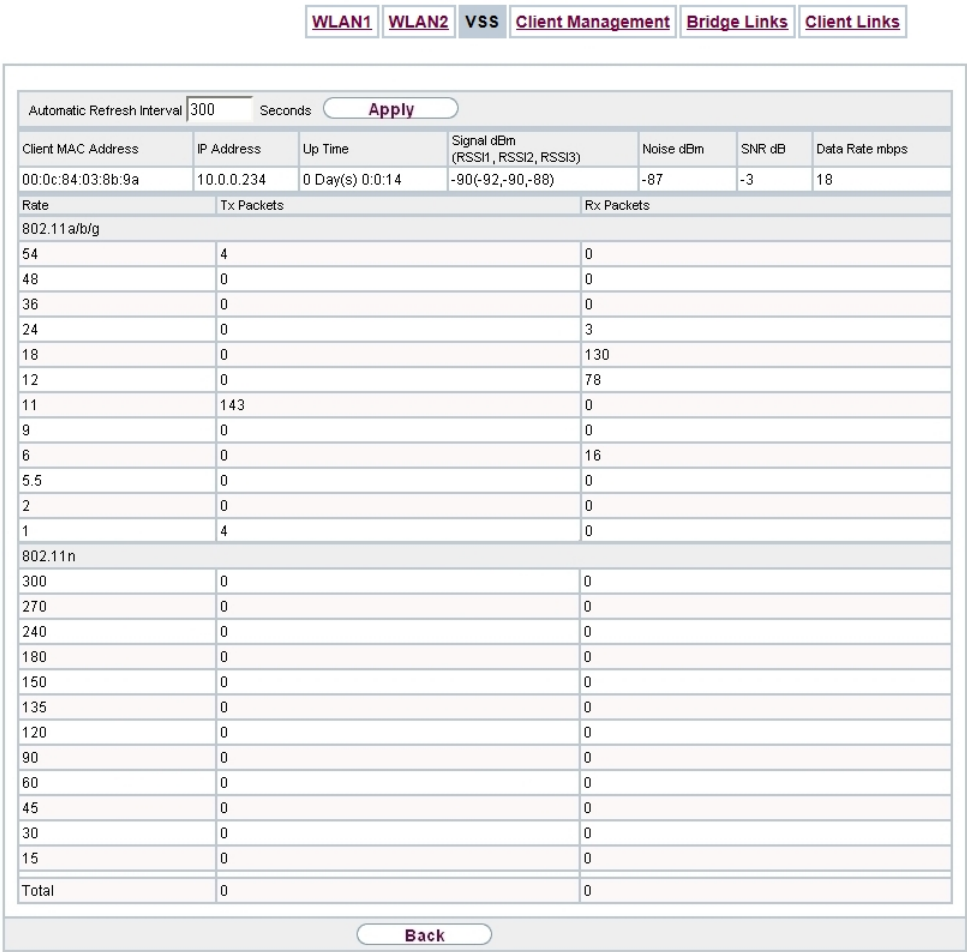 WLAN1 WLAN2 VSS Client Management Bridge Links Client Links
Automatic Refresh Interval 300 Seconds Apply
Client MAC Address IP Address Up Time Signal dBm (RSSI1, RSSI2, RSSI3) Noise dBm SNR dB Data Rate mbps
00:0c:84:03:8b:9a 10.0.0.234 0 Day(s) 0:0:14 -90(-92,-90,-88) -87 -3 18
Rate Tx Packets Rx Packets
802.11a/b/g
54 4 0
48 0 0
36 0 0
24 0 3
18 0 130
12 0 78
11 143 0
9 0 0
6 0 16
5.5 0 0
2 0 0
1 4 0
802.11n
300 0 0
270 0 0
240 0 0
180 0 0
150 0 0
135 0 0
120 0 0
90 0 0
60 0 0
45 0 0
30 0 0
15 0 0
Total 0 0
Back